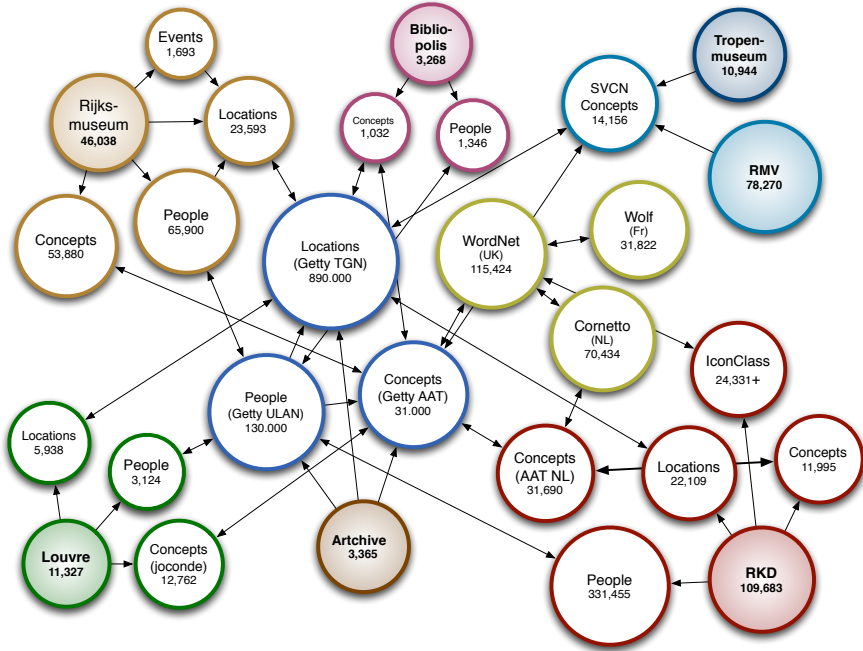 Events
1,693
Biblio-
polis
3,268
Tropen-
museum
10,944
Rijks-
museum
46,038
Locations
23,593
Concepts
1,032
People
1,346
SVCN
Concepts
14,156
RMV
78,270
Concepts
53,880
People
65,900
Locations
(Getty TGN)
890.000
WordNet
(UK)
115,424
Wolf
(Fr)
31,822
Cornetto
(NL)
70,434
IconClass
24,331+
People
(Getty ULAN)
130.000
Concepts
(Getty AAT)
31.000
Locations
5,938
People
3,124
Concepts
(AAT NL)
31,690
Locations
22,109
Concepts
11,995
Louvre
11,327
Concepts
(joconde)
12,762
Artchive
3,365
People
331,455
RKD
109,683